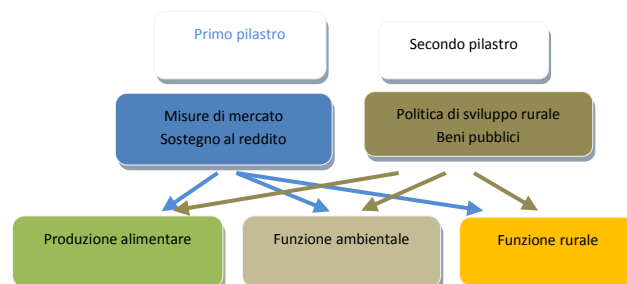 Primo pilastro
Secondo pilastro
Misure di mercato
Sostegno al reddito
Politica di sviluppo rurale
Beni pubblici
Produzione alimentare
Funzione ambientale
Funzione rurale